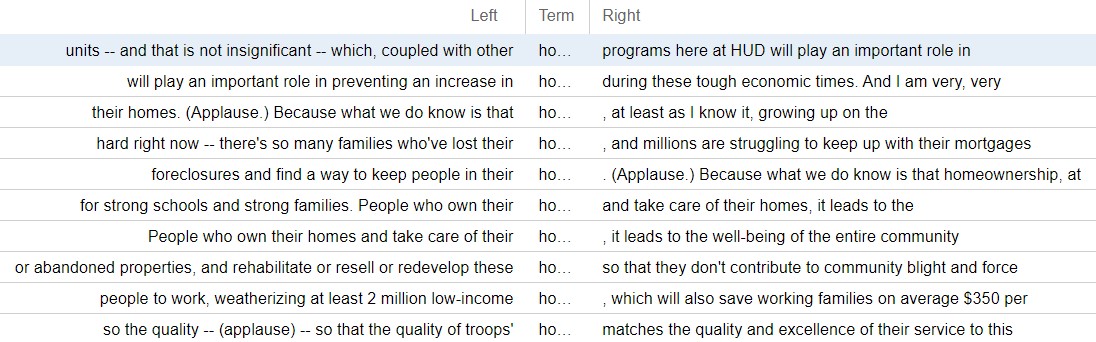 Left Term Right
units -- and that is not insignificant -- which, coupled with other ho... programs here at HUD will play an important role in
will play an important role in preventing an increase in ho... during these tough economic times. And I am very, very
their homes. (Applause.) Because what we do know is that ho... , at least as I know it, growing up on the
hard right now -- there's so many families who've lost their ho... , and millions are struggling to keep up with their mortgages
foreclosures and find a way to keep people in their ho... . (Applause.) Because what we do know is that homeownership, at
for strong schools and strong families. People who own their ho... and take care of their homes, it leads to the
People who own their homes and take care of their ho... , it leads to the well-being of the entire community
or abandoned properties, and rehabilitate or resell or redevelop these ho... so that they don't contribute to community blight and force
people to work, weatherizing at least 2 million low-income ho... , which will also save working families on average $350 per
so the quality -- (applause) -- so that the quality of troops' ho... matches the quality and excellence of their service to this